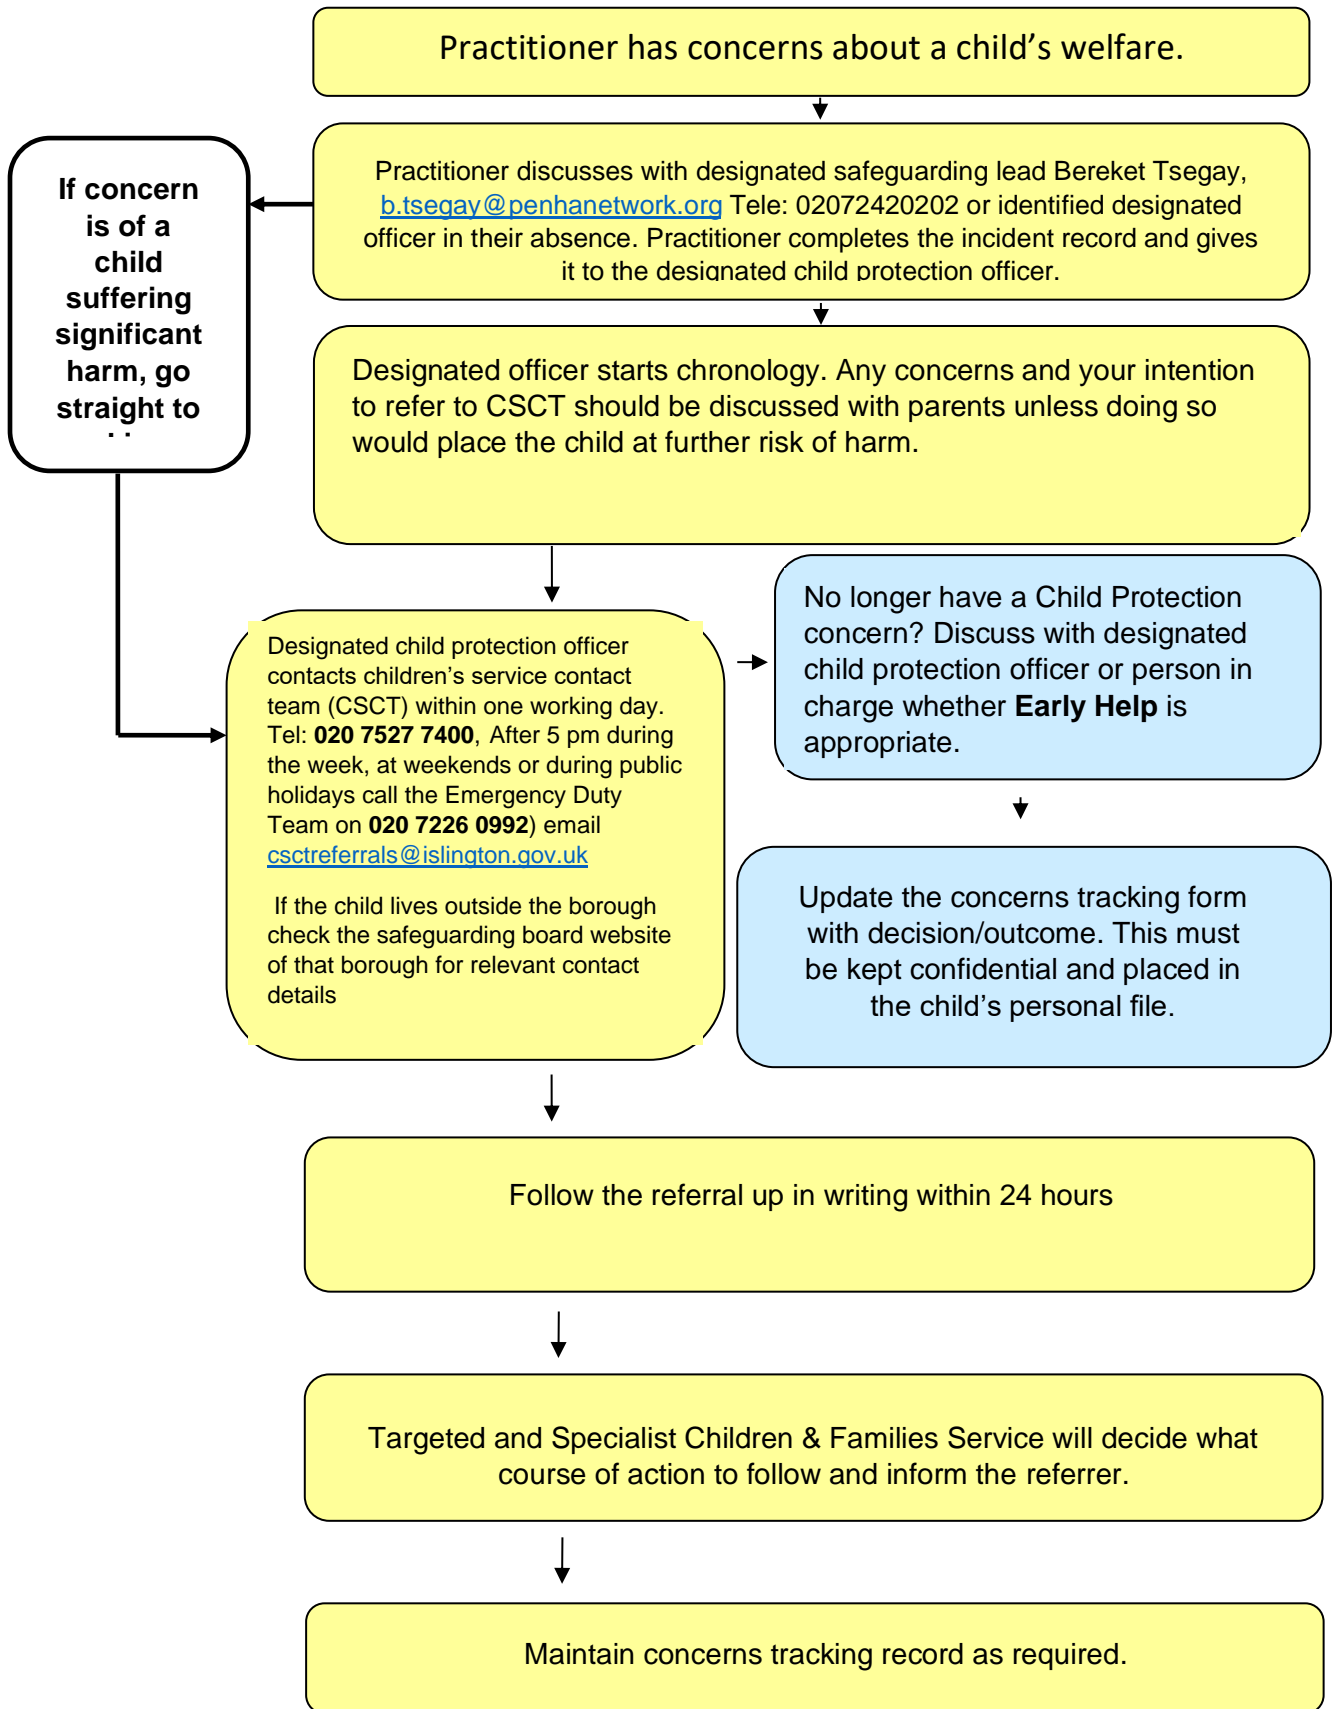 Practitioner has concerns about a child’s welfare.
Practitioner discusses with designated safeguarding lead Bereket Tsegay,
b.tsegay@penhanetwork.org Tele: 02072420202 or identified designated
officer in their absence. Practitioner completes the incident record and gives
it to the designated child protection officer.
If concern
is of a
child
suffering
significant
harm, go
straight to
Designated officer starts chronology. Any concerns and your intention
to refer to CSCT should be discussed with parents unless doing so
would place the child at further risk of harm.
Designated child protection officer
contacts children’s service contact
team (CSCT) within one working day.
Tel: 020 7527 7400, After 5 pm during
the week, at weekends or during public
holidays call the Emergency Duty
Team on 020 7226 0992) email
csctreferrals@islington.gov.uk
If the child lives outside the borough
check the safeguarding board website
of that borough for relevant contact
details
No longer have a Child Protection
concern? Discuss with designated
child protection officer or person in
charge whether Early Help is
appropriate.
Update the concerns tracking form
with decision/outcome. This must
be kept confidential and placed in
the child’s personal file.
Follow the referral up in writing within 24 hours
Targeted and Specialist Children & Families Service will decide what
course of action to follow and inform the referrer.
Maintain concerns tracking record as required.